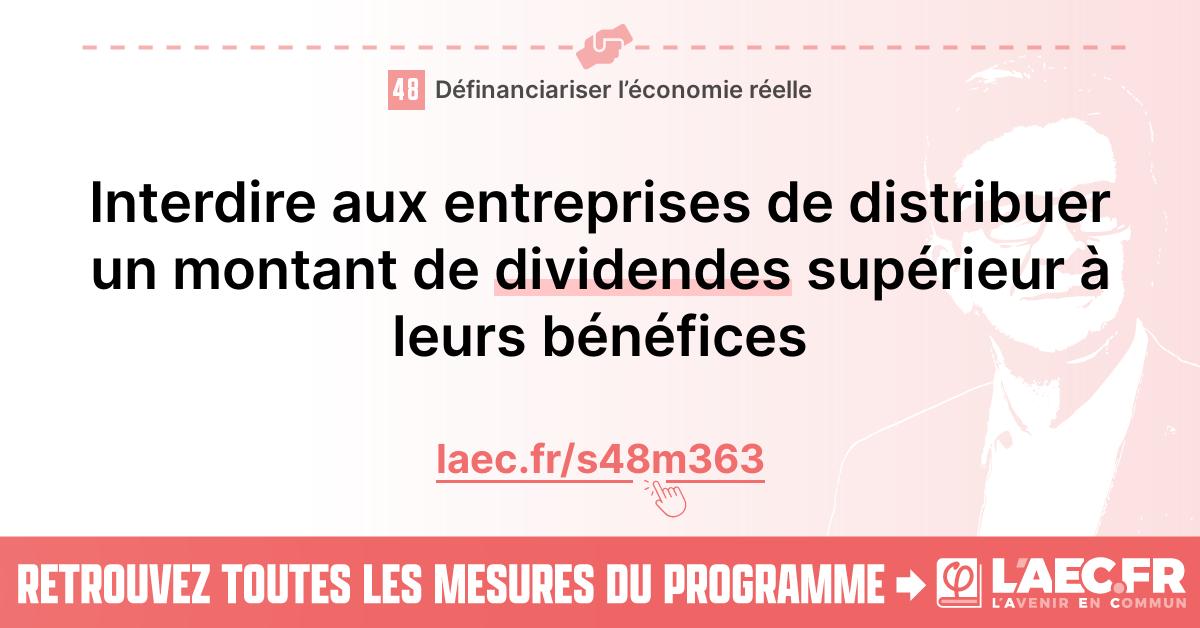 48 Définanciariser l’économie réelle
Interdire aux entreprises de distribuer
un montant de dividendes supérieur à
leurs bénéfices
laec.fr/s48m363
RETROUVEZ TOUTES LES MESURES DU PROGRAMME
φ L'AEC.FR
L'AVENIR EN COMMUN